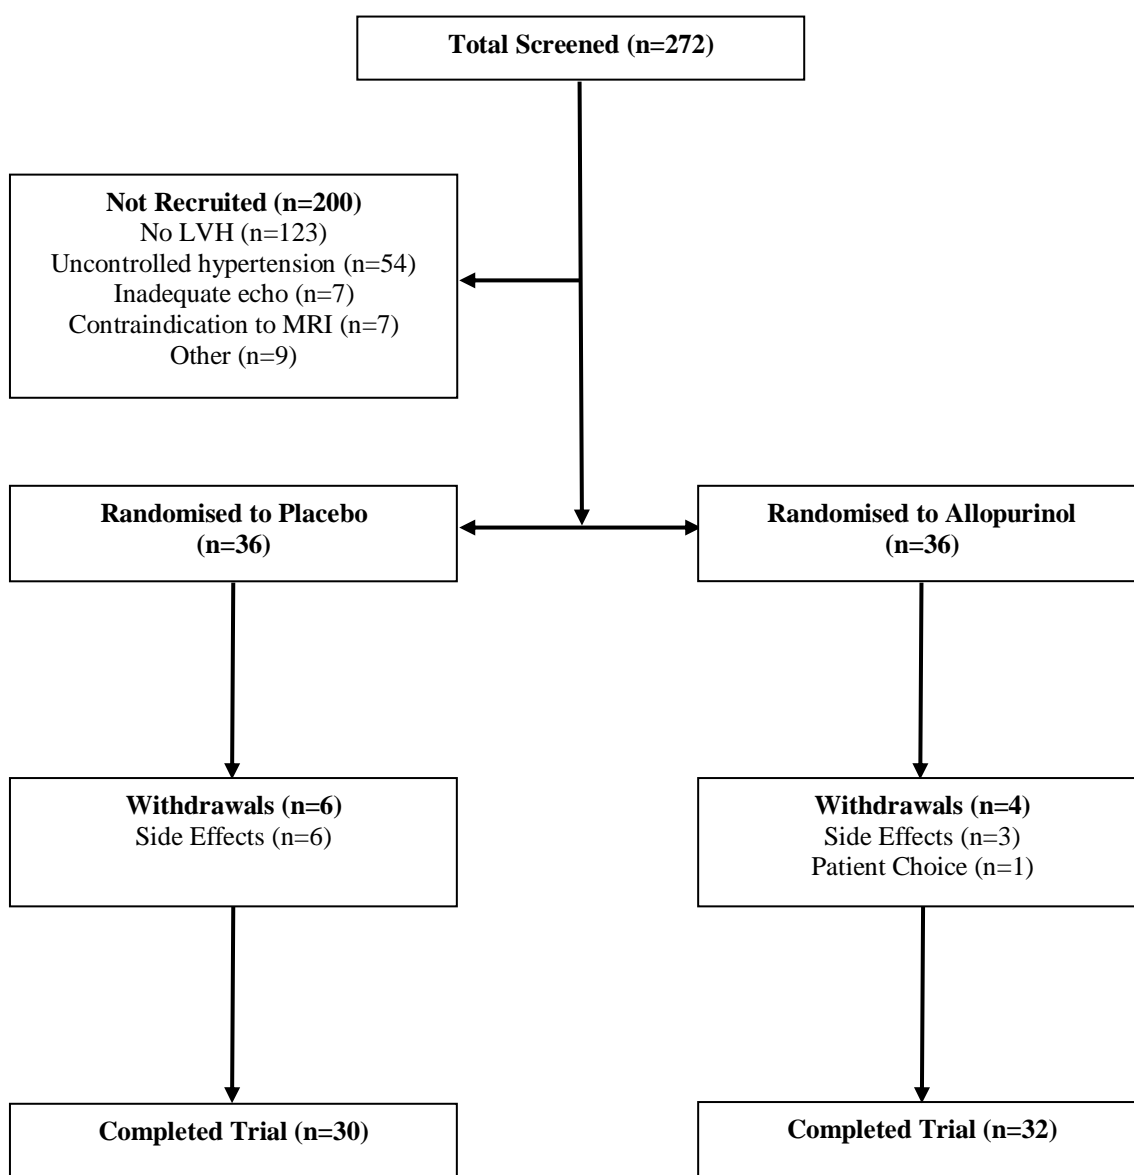 Total Screened (n=272)
Not Recruited (n=200)
No LVH (n=123)
Uncontrolled hypertension (n=54)
Inadequate echo (n=7)
Contraindication to MRI (n=7)
Other (n=9)
Randomised to Placebo
(n=36)
Randomised to Allopurinol
(n=36)
Withdrawals (n=6)
Side Effects (n=6)
Withdrawals (n=4)
Side Effects (n=3)
Patient Choice (n=1)
Completed Trial (n=30)
Completed Trial (n=32)